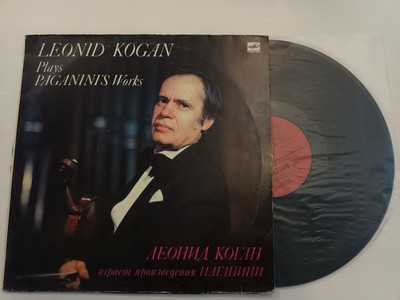 LEONID KOGAN
Plays
PAGANINI'S Works
ЛЕОНИД КОГАН
играет произведения ПАГАНИНИ